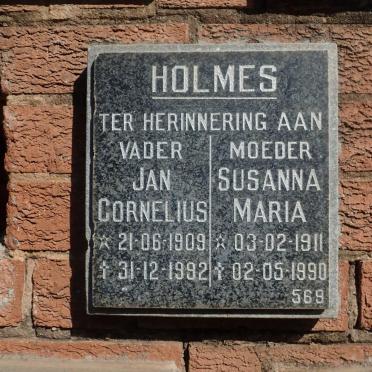 HOLMES
TER HERINNERING AAN
VADER
JAN
CORNELIUS
☆ 21-06-1909
✝ 31-12-1992
MOEDER
SUSANNA
MARIA
☆ 03-02-1911
✝ 02-05-1990
569